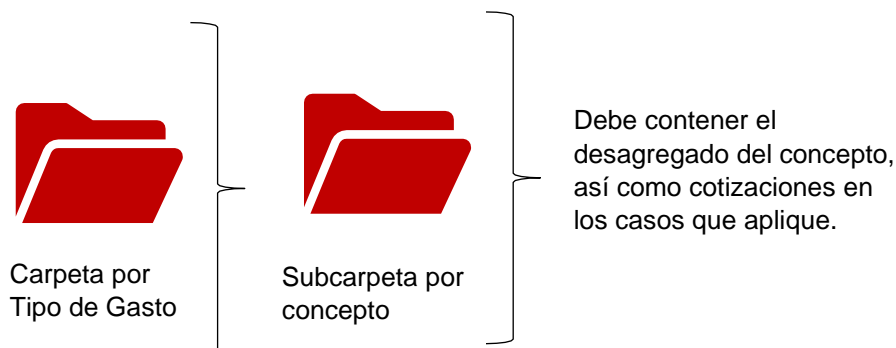 Carpeta por
Tipo de Gasto
Subcarpeta por
concepto
Debe contener el
desagregado del concepto,
así como cotizaciones en
los casos que aplique.